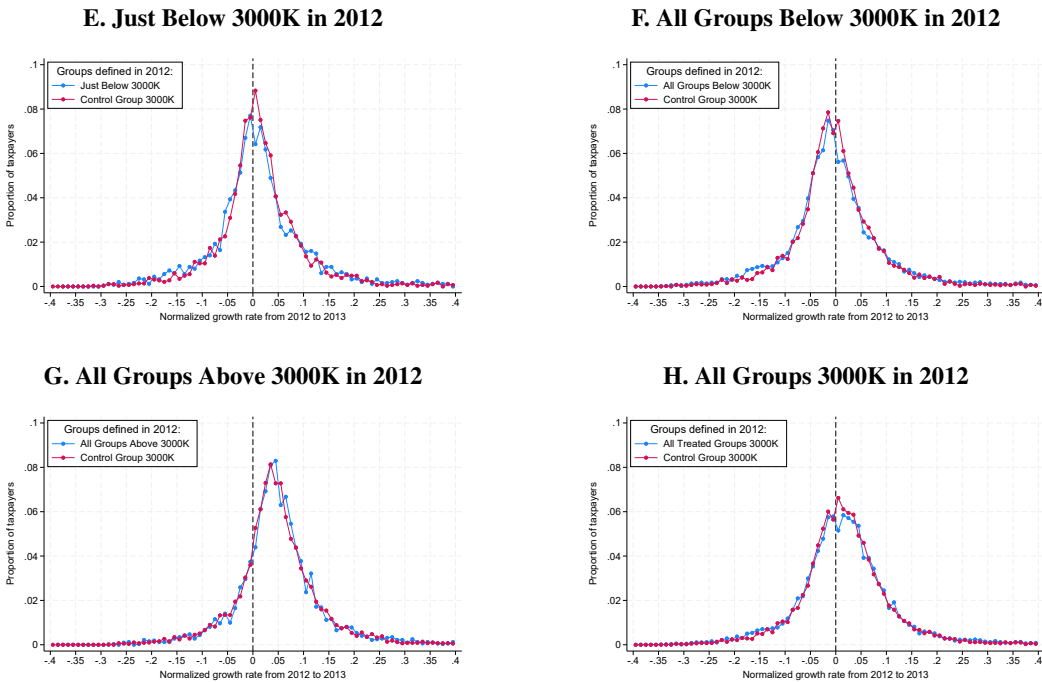 E. Just Below 3000K in 2012
Groups defined in 2012:
Just Below 3000K
Control Group 3000K
Proportion of taxpayers
.1
.08
.06
.04
.02
0
-.4 -.35 -.3 -.25 -.2 -.15 -.1 -.05 0 .05 .1 .15 .2 .25 .3 .35 .4
Normalized growth rate from 2012 to 2013
F. All Groups Below 3000K in 2012
Groups defined in 2012:
All Groups Below 3000K
Control Group 3000K
Proportion of taxpayers
.1
.08
.06
.04
.02
0
-.4 -.35 -.3 -.25 -.2 -.15 -.1 -.05 0 .05 .1 .15 .2 .25 .3 .35 .4
Normalized growth rate from 2012 to 2013
G. All Groups Above 3000K in 2012
Groups defined in 2012:
All Groups Above 3000K
Control Group 3000K
Proportion of taxpayers
.1
.08
.06
.04
.02
0
-.4 -.35 -.3 -.25 -.2 -.15 -.1 -.05 0 .05 .1 .15 .2 .25 .3 .35 .4
Normalized growth rate from 2012 to 2013
H. All Groups 3000K in 2012
Groups defined in 2012:
All Treated Groups 3000K
Control Group 3000K
Proportion of taxpayers
.1
.08
.06
.04
.02
0
-.4 -.35 -.3 -.25 -.2 -.15 -.1 -.05 0 .05 .1 .15 .2 .25 .3 .35 .4
Normalized growth rate from 2012 to 2013